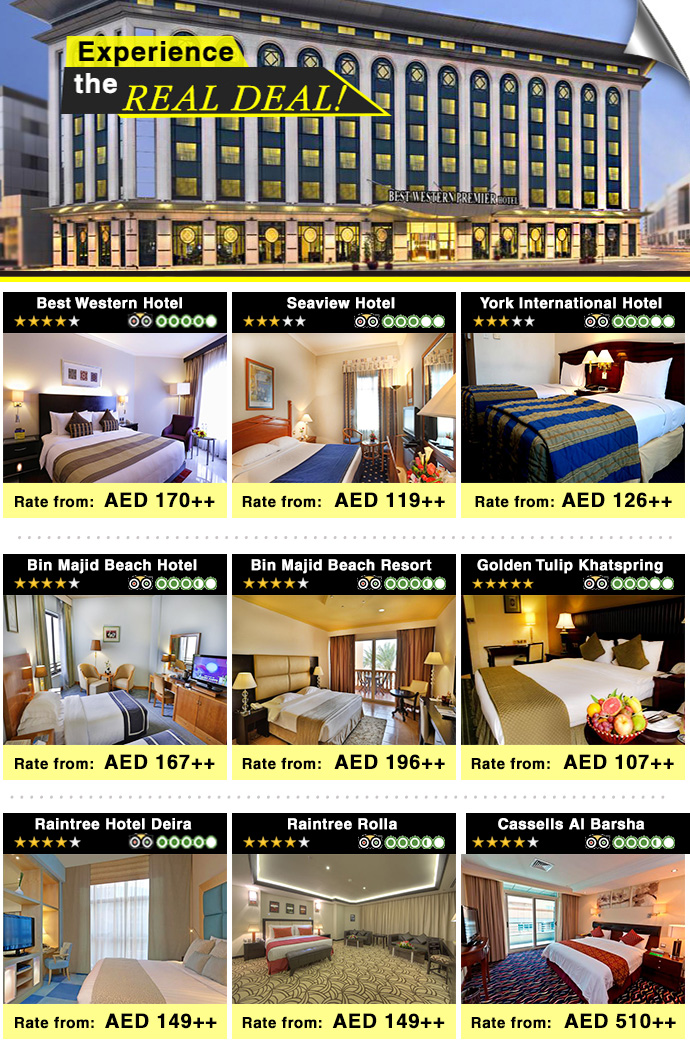 Experience
the REAL DEAL!
BEST WESTERN PREMIER HOTEL
Best Western Hotel
Seaview Hotel
York International Hotel
Rate from: AED 170++
Rate from: AED 119++
Rate from: AED 126++
Bin Majid Beach Hotel
Bin Majid Beach Resort
Golden Tulip Khatspring
Rate from: AED 167++
Rate from: AED 196++
Rate from: AED 107++
Raintree Hotel Deira
Raintree Rolla
Cassells Al Barsha
Rate from: AED 149++
Rate from: AED 149++
Rate from: AED 510++